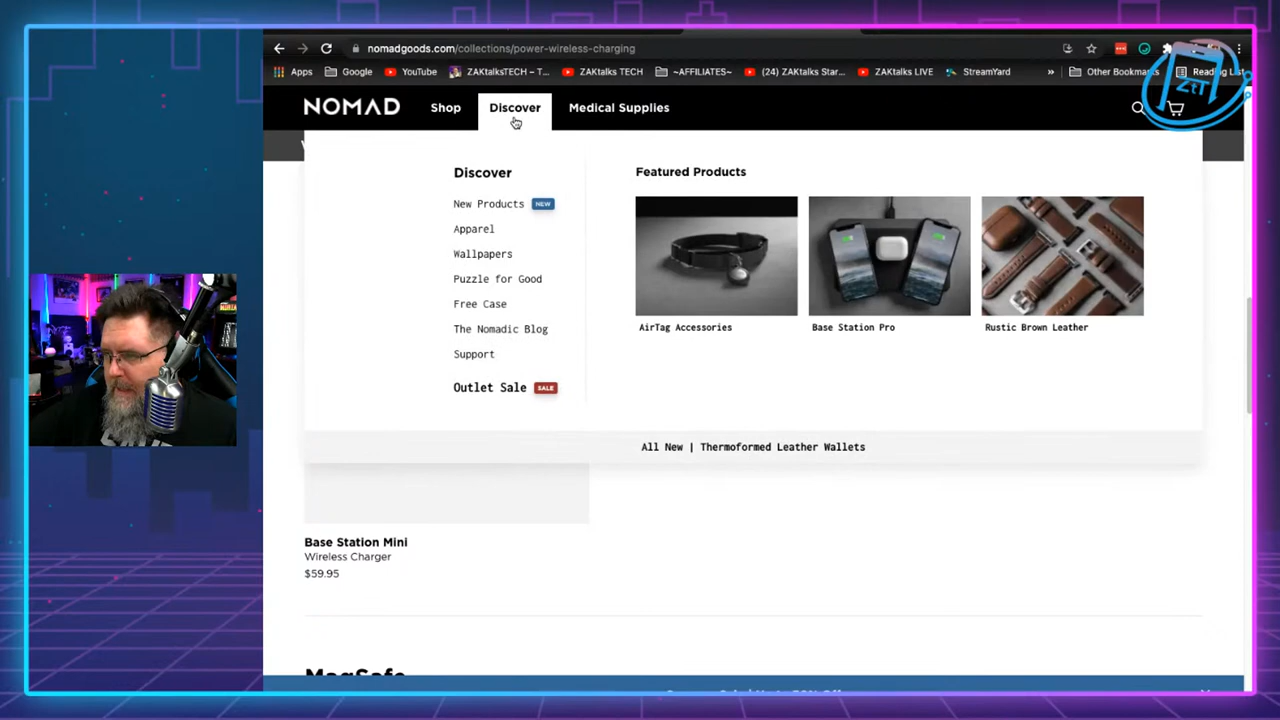 nomadgoods.com/collections/power-wireless-charging
Apps Google YouTube ZAKtalksTECH – T... ZAKtalks TECH ~AFFILIATES~ (24) ZAKtalks Star... ZAKtalks LIVE StreamYard » Other Bookmarks Reading List
ZtT
NOMAD Shop Discover Medical Supplies
Discover
New Products NEW
Apparel
Wallpapers
Puzzle for Good
Free Case
The Nomadic Blog
Support
Outlet Sale SALE
Featured Products
AirTag Accessories
Base Station Pro
Rustic Brown Leather
All New | Thermoformed Leather Wallets
Base Station Mini
Wireless Charger
$59.95
MagSafe